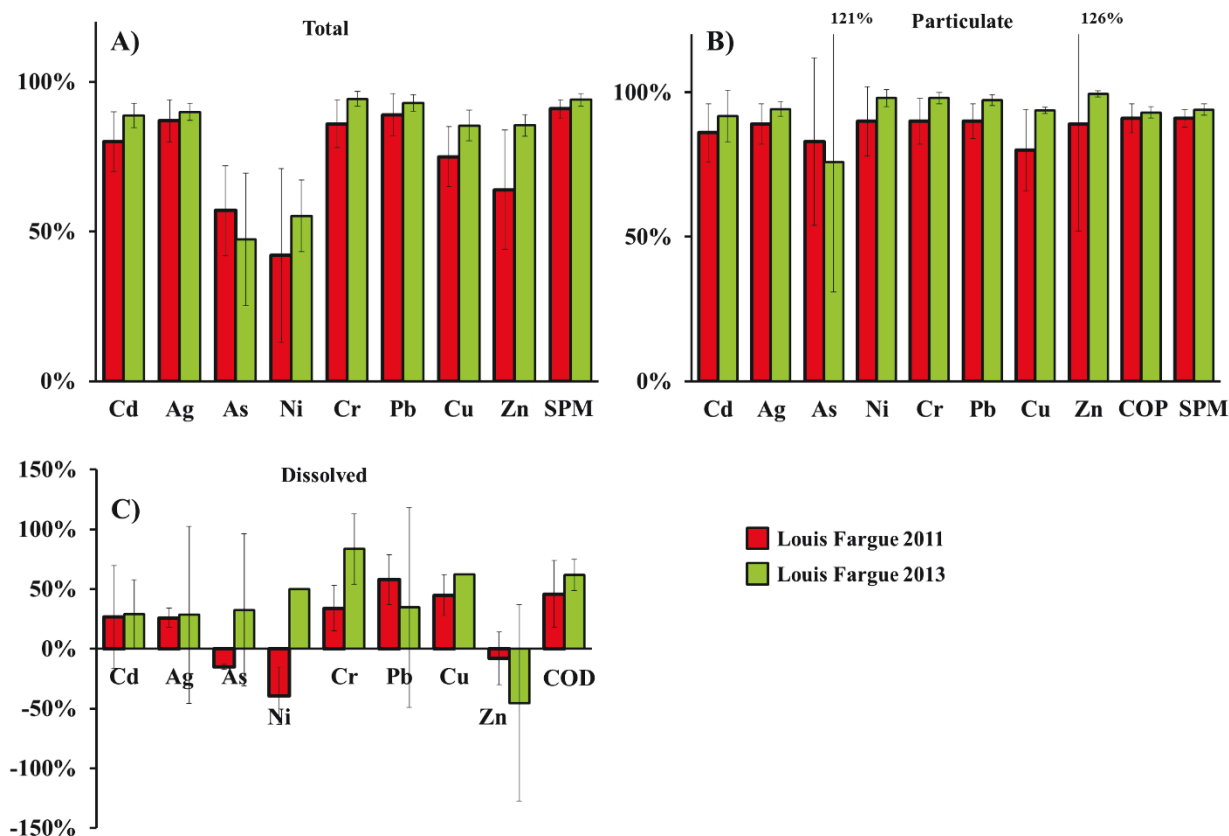 121%
126%
A)
Total
B)
Particulate
100%
50%
0%
Cd Ag As Ni Cr Pb Cu Zn SPM
100%
50%
0%
Cd Ag As Ni Cr Pb Cu Zn COP SPM
150%
100%
50%
0%
-50%
-100%
-150%
Dissolved
C)
Cd Ag As Ni Cr Pb Cu Zn COD
Louis Fargue 2011
Louis Fargue 2013